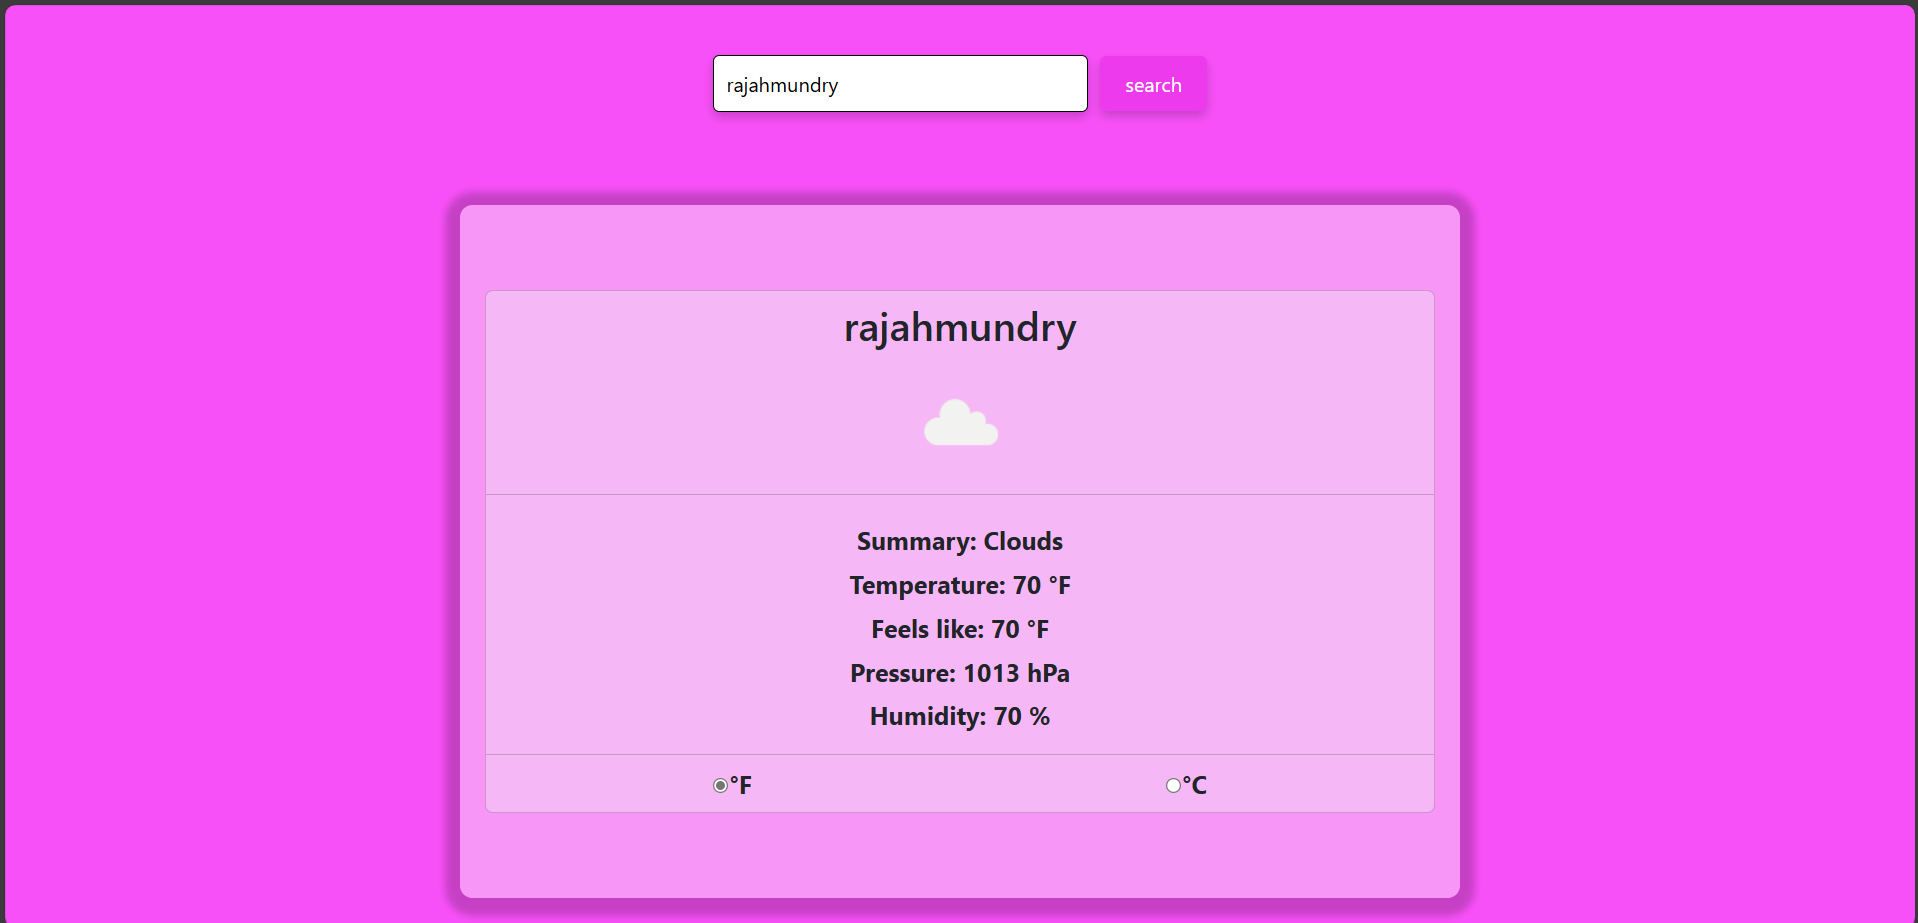 rajahmundry
search
rajahmundry
Summary: Clouds
Temperature: 70 °F
Feels like: 70 °F
Pressure: 1013 hPa
Humidity: 70 %
°F
°C